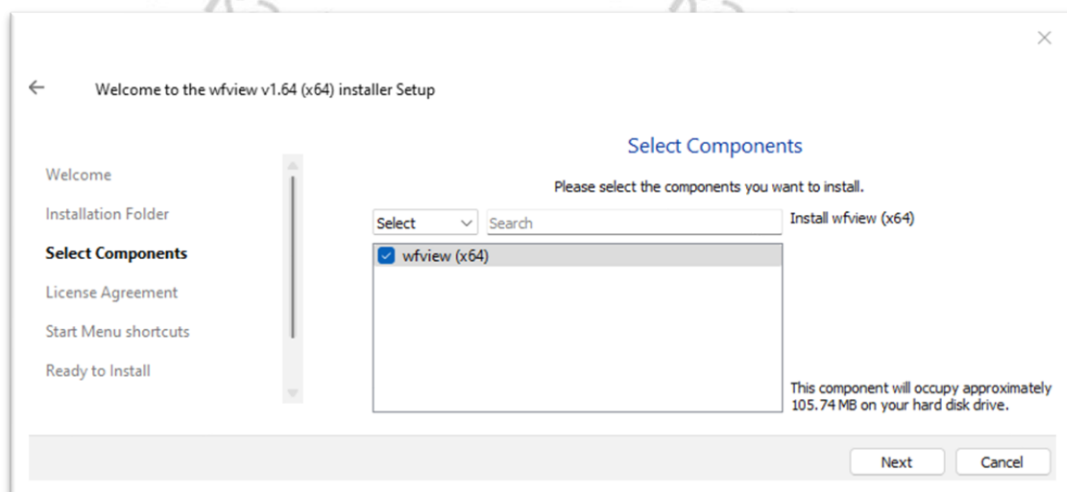 Welcome to the wfview v1.64 (x64) installer Setup
Welcome
Installation Folder
Select Components
License Agreement
Start Menu shortcuts
Ready to Install
Select Components
Please select the components you want to install.
Select
Search
Install wfview (x64)
wfview (x64)
This component will occupy approximately
105.74 MB on your hard disk drive.
Next
Cancel